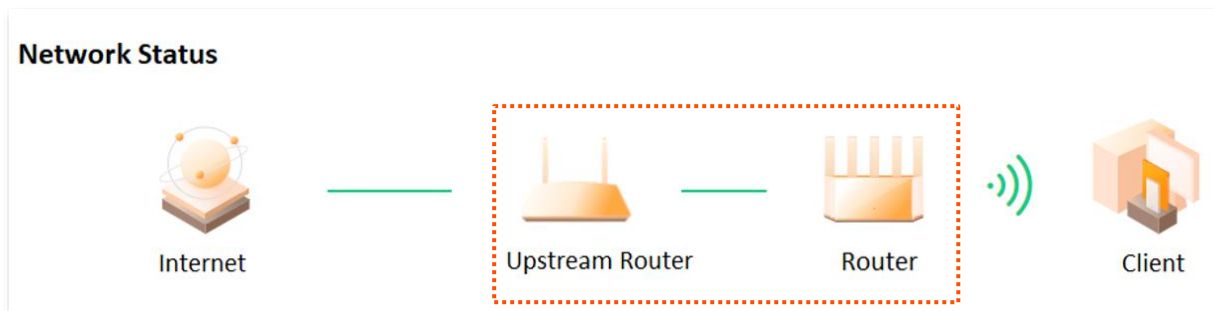 Network Status
Internet
Upstream Router
Router
Client